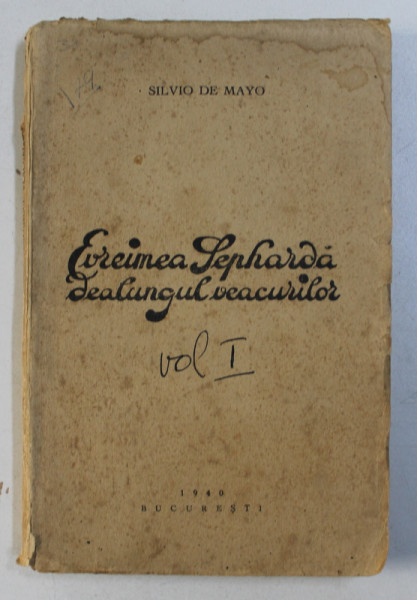 SILVIO DE MAYO
Evreimea Sephardă
dealungul veacurilor
vol I
1940
BUCUREȘTI